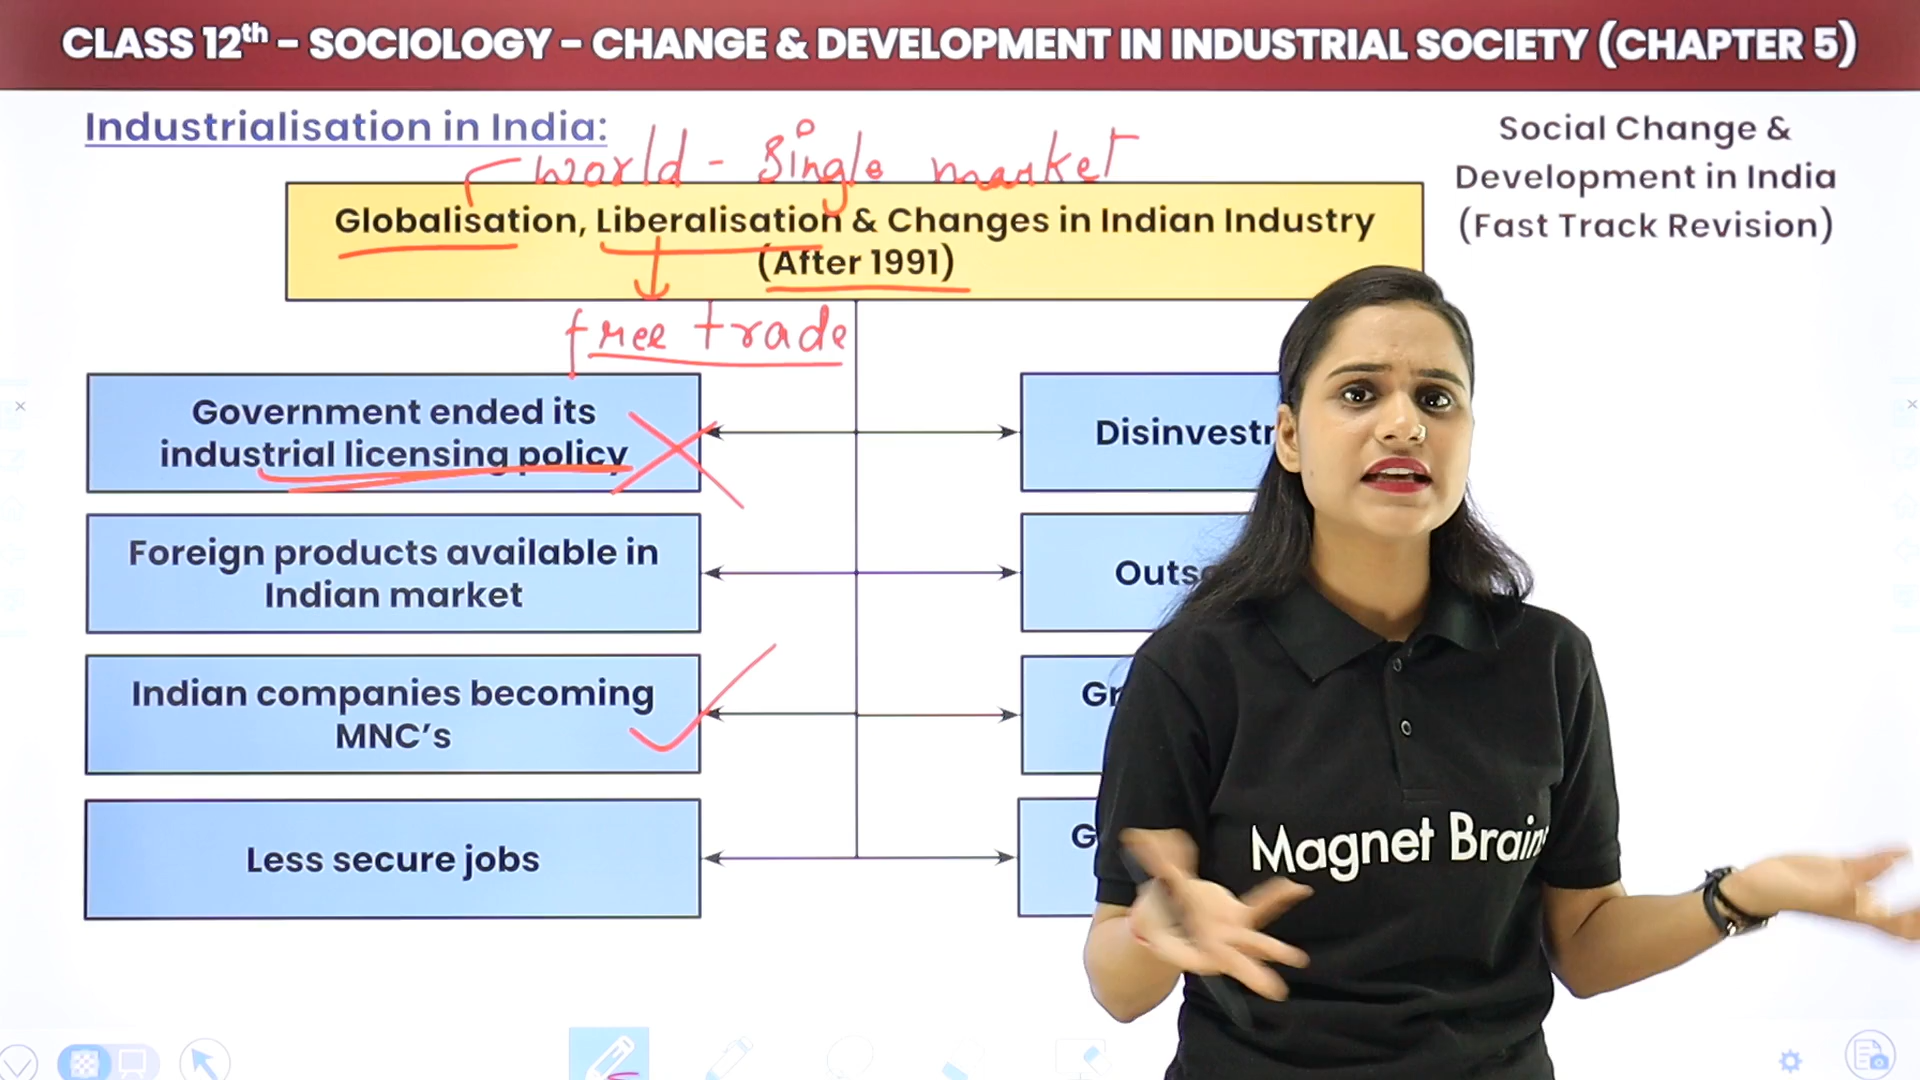 CLASS 12th - SOCIOLOGY - CHANGE & DEVELOPMENT IN INDUSTRIAL SOCIETY (CHAPTER 5)
Industrialisation in India:
Social Change &
Development in India
(Fast Track Revision)
world - Single market
Globalisation, Liberalisation & Changes in Indian Industry
(After 1991)
free trade
Government ended its
industrial licensing policy
Foreign products available in
Indian market
Indian companies becoming
MNC's
Less secure jobs
Magnet Brain